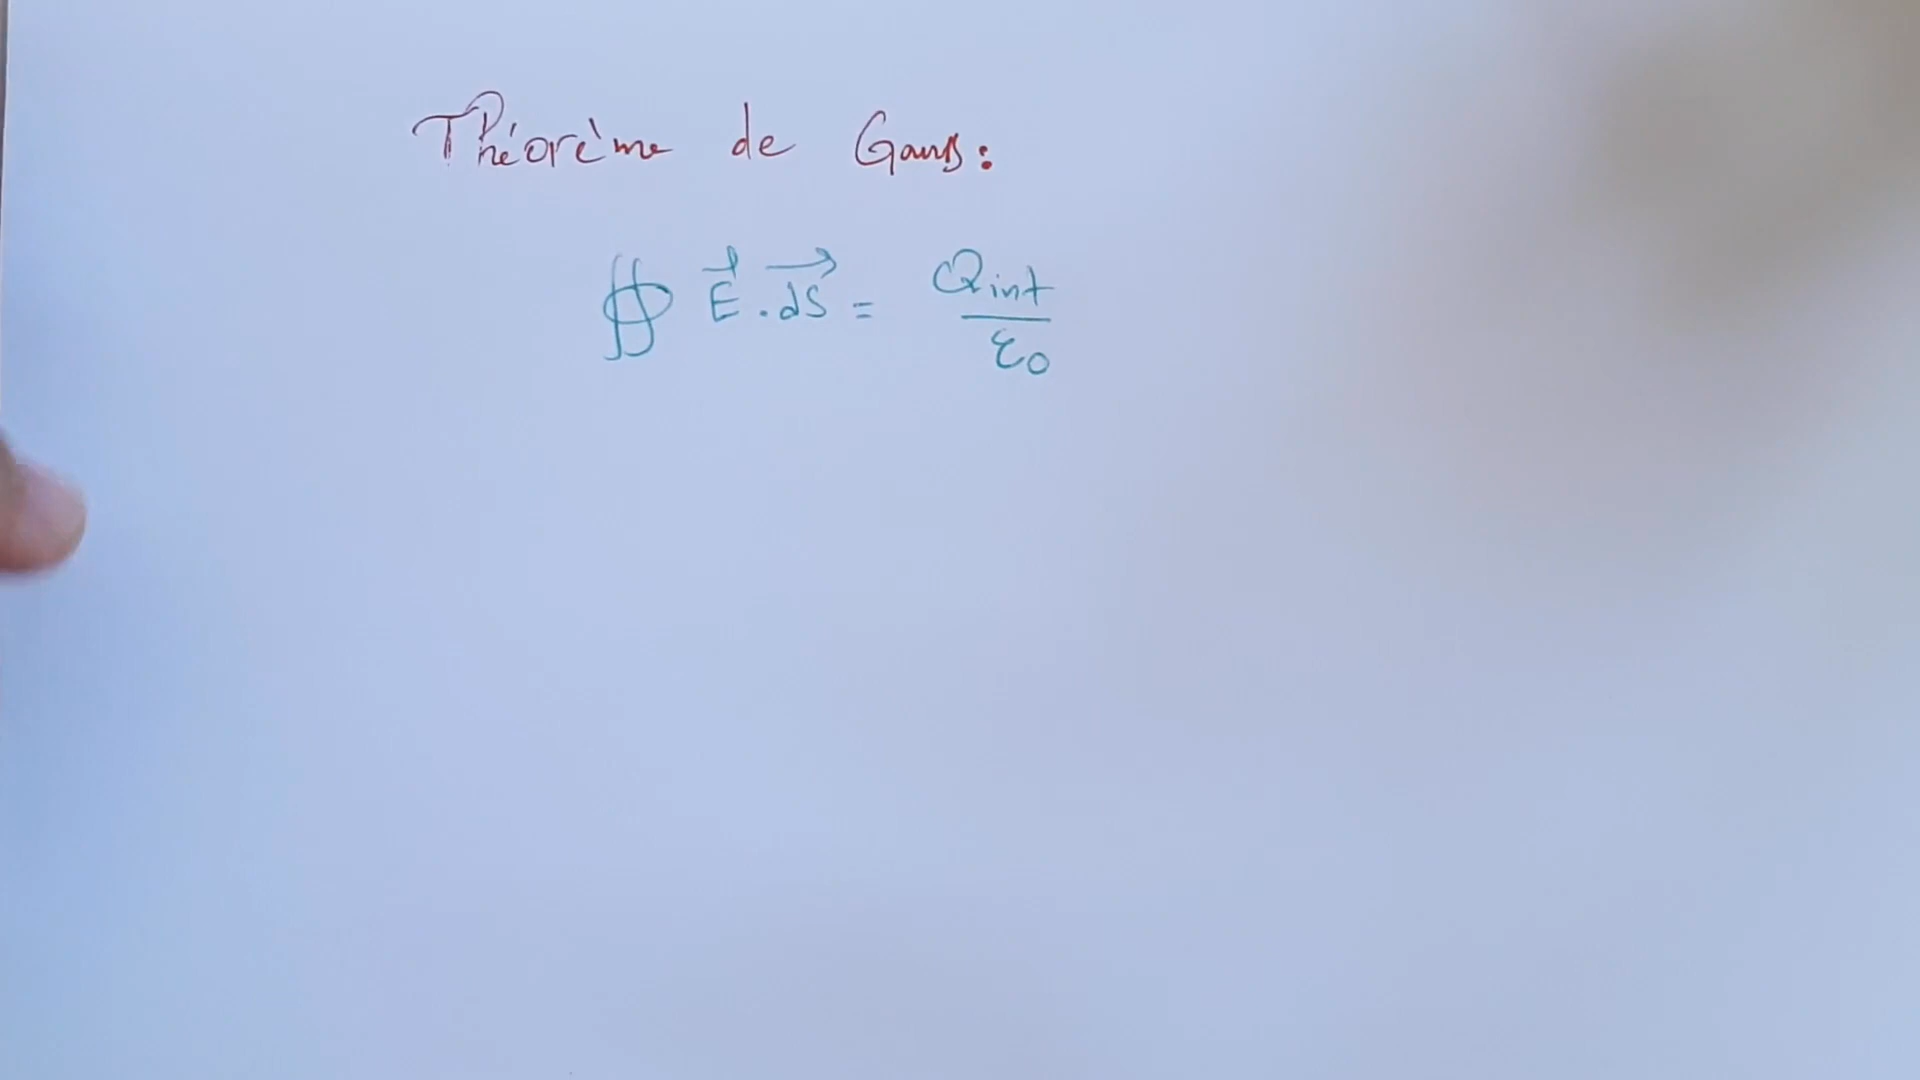 Théorème de Gauss:
∯ E⃗ . dS⃗ = Qint / ε0